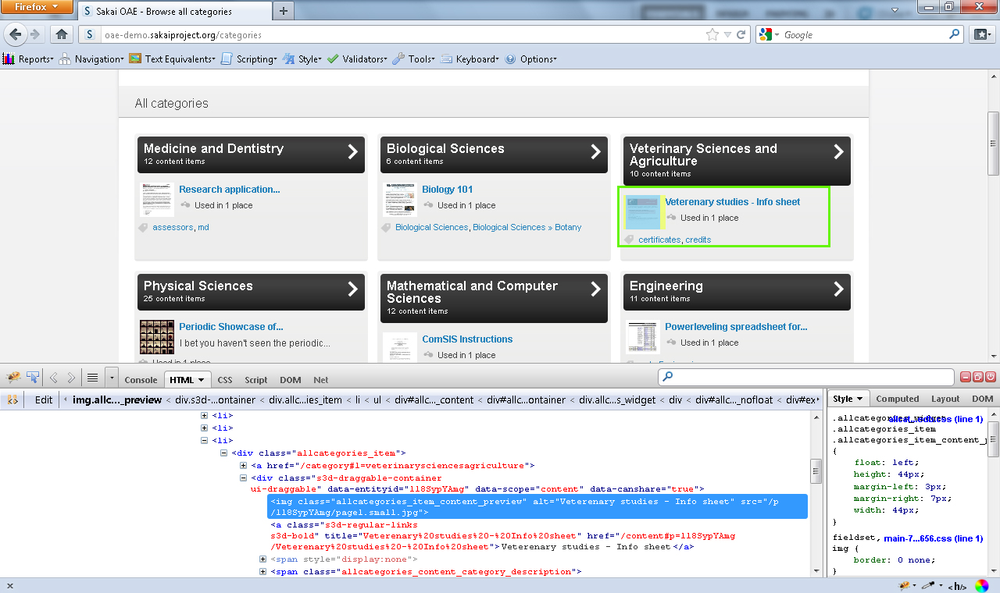 Firefox
S Sakai OAE - Browse all categories
S oae-demo.sakaiproject.org/categories
Google
Reports Navigation Text Equivalents Scripting Style Validators Tools Keyboard Options
All categories
Medicine and Dentistry
12 content items
Research application...
Used in 1 place
assessors, md
Biological Sciences
6 content items
Biology 101
Used in 1 place
Biological Sciences, Biological Sciences » Botany
Veterinary Sciences and
Agriculture
10 content items
Veterenary studies - Info sheet
Used in 1 place
certificates, credits
Physical Sciences
25 content items
Periodic Showcase of...
I bet you haven't seen the periodic...
Used in 1 place
Mathematical and Computer
Sciences
12 content items
ComSIS Instructions
Used in 1 place
Engineering
11 content items
Powerleveling spreadsheet for...
Used in 1 place
Console HTML CSS Script DOM Net
Edit img.allc..._preview < div.s3d-...ontainer < div.allc...ies_item < li < ul < div#allc..._content < div#allc...ontainer < div.allc...s_widget < div < div#allc..._nofloat < div#ex
<li>
<li>
<li>
<div class="allcategories_item">
<a href="/category#l=veterinarysciencesagriculture">
<div class="s3d-draggable-container
ui-draggable" data-entityid="ll8SypYAmg" data-scope="content" data-canshare="true">
<img class="allcategories_item_content_preview" alt="Veterenary studies - Info sheet" src="/p
/ll8SypYAmg/page1.small.jpg">
<a class="s3d-regular-links
s3d-bold" title="Veterenary%20studies%20-%20Info%20sheet" href="/content#p=ll8SypYAmg
/Veterenary%20studies%20-%20Info%20sheet">Veterenary studies - Info sheet</a>
<span style="display:none">
<span class="allcategories_content_category_description">
Style Computed Layout DOM
.allcategories_item
.allcategories_item_content_p
{
float: left;
height: 44px;
margin-left: 3px;
margin-right: 7px;
width: 44px;
}
fieldset, main-7...656.css (line 1)
img {
border: 0 none;
}
x
<h/>